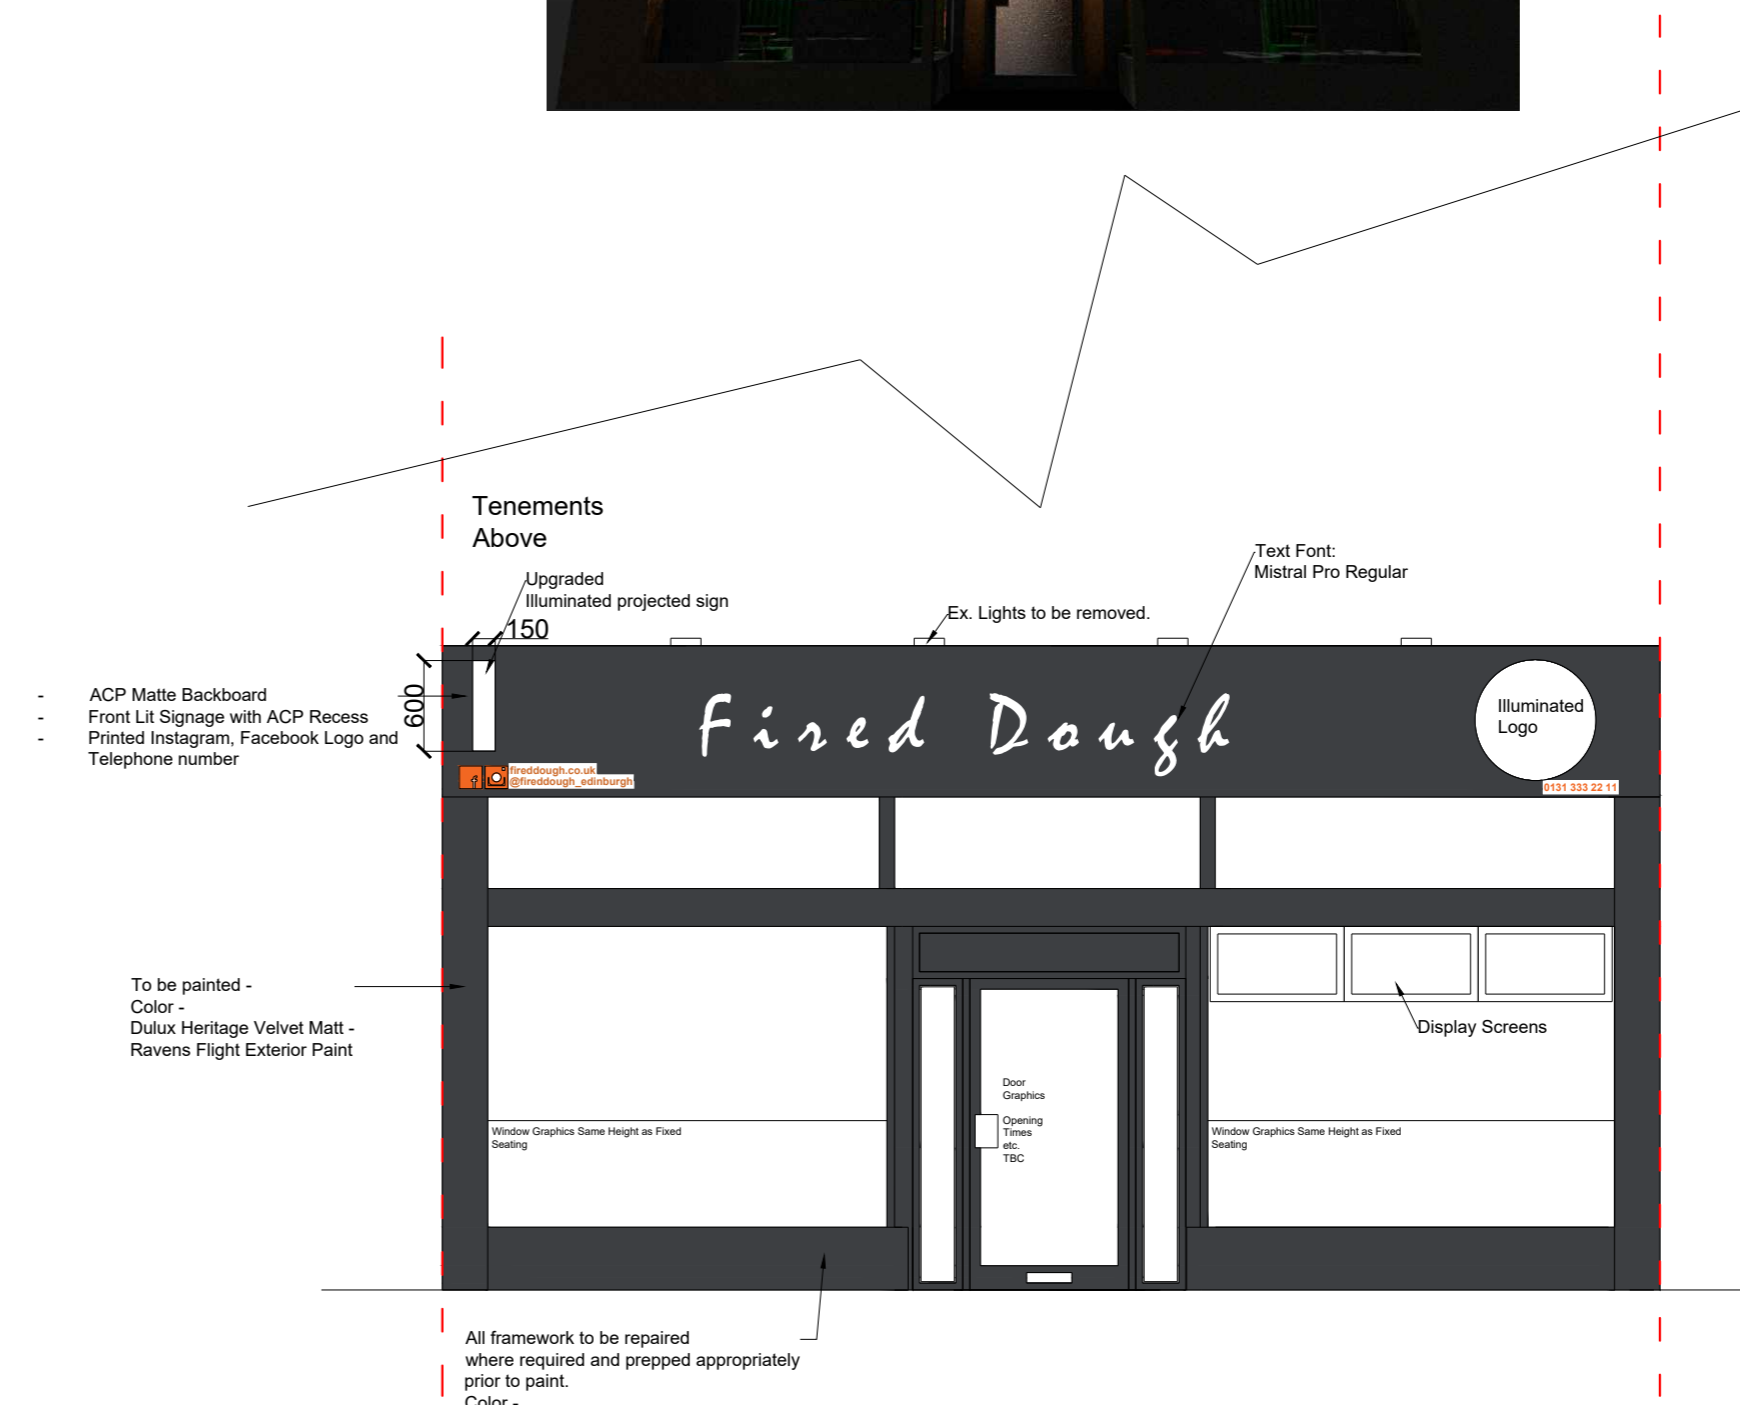 Tenements
Above
Upgraded
Illuminated projected sign
150
Text Font:
Mistral Pro Regular
Ex. Lights to be removed.
600
- ACP Matte Backboard
- Front Lit Signage with ACP Recess
- Printed Instagram, Facebook Logo and
Telephone number
Fired Dough
Illuminated
Logo
f
fireddough.co.uk
@fireddough_edinburgh
0131 333 22 11
To be painted -
Color -
Dulux Heritage Velvet Matt -
Ravens Flight Exterior Paint
Display Screens
Door
Graphics
Opening
Times
etc.
TBC
Window Graphics Same Height as Fixed
Seating
Window Graphics Same Height as Fixed
Seating
All framework to be repaired
where required and prepped appropriately
prior to paint.
Color -